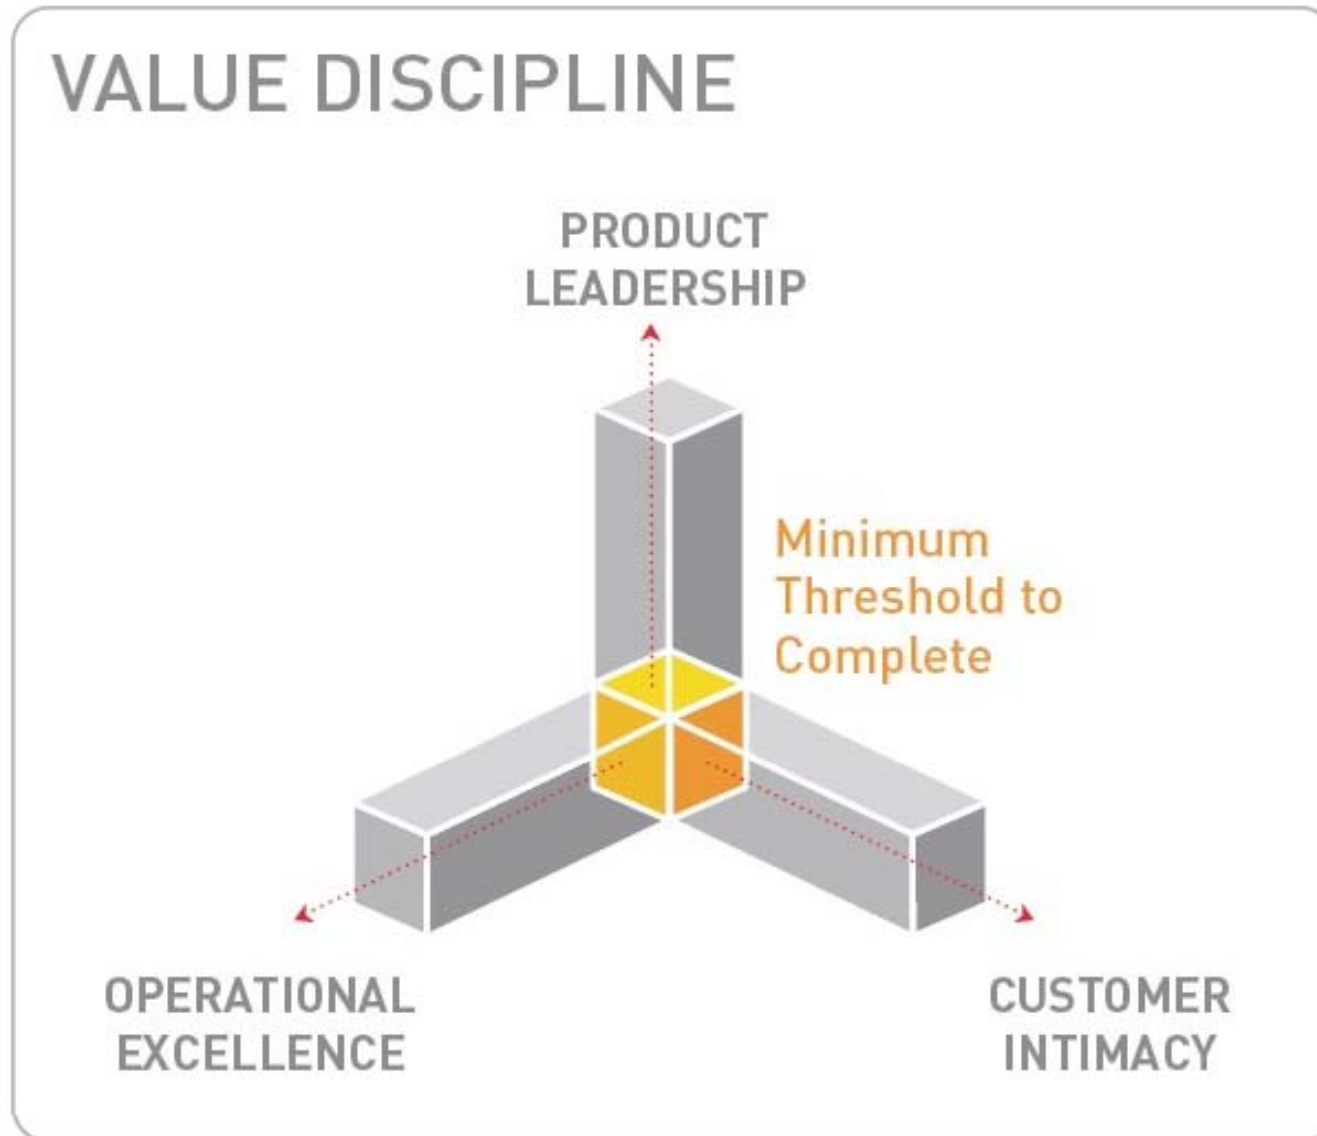 VALUE DISCIPLINE
PRODUCT
LEADERSHIP
Minimum
Threshold to
Complete
OPERATIONAL
EXCELLENCE
CUSTOMER
INTIMACY